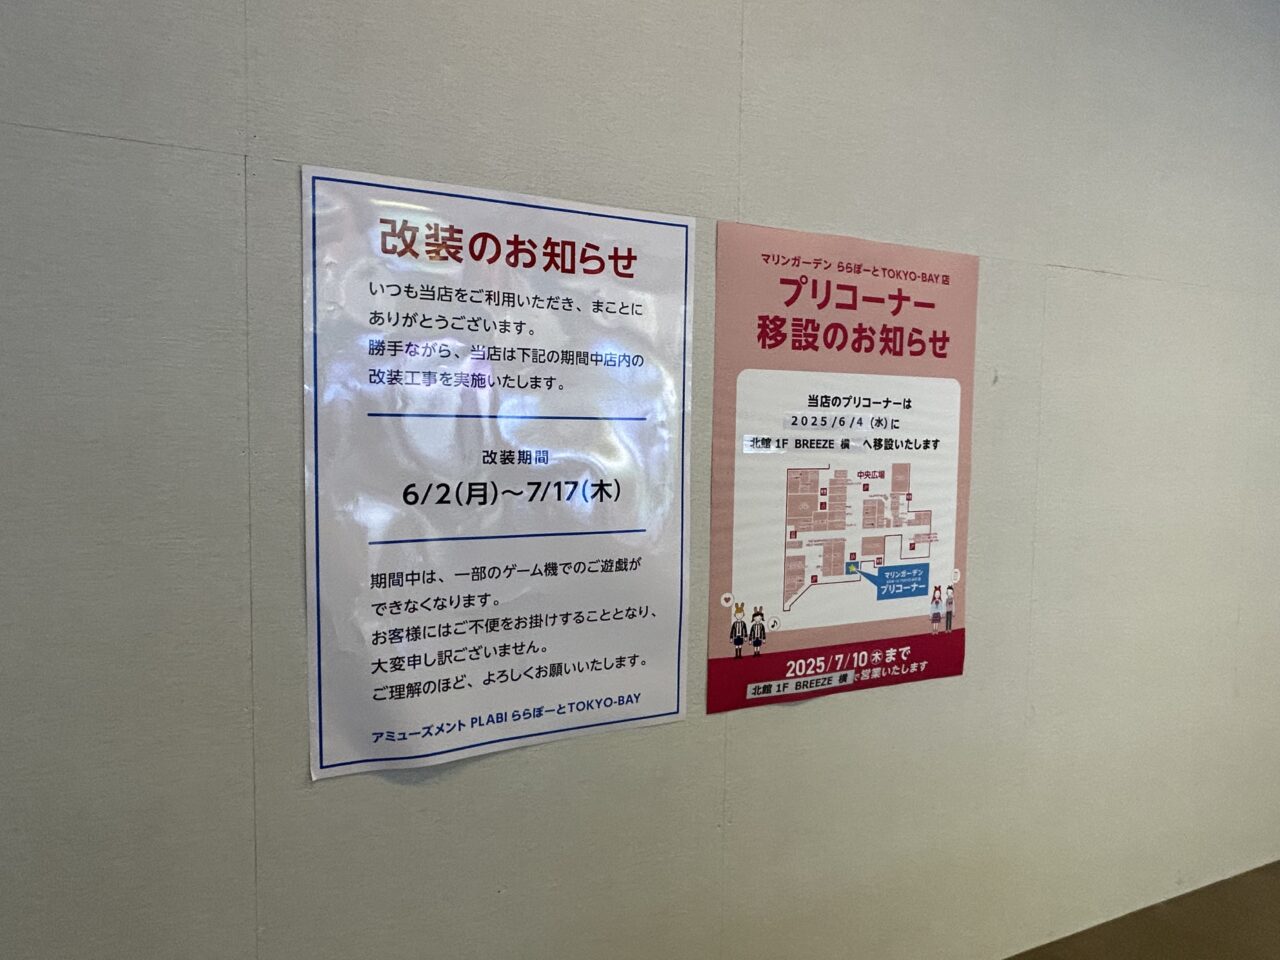 改装のお知らせ
いつも当店をご利用いただき、まことに
ありがとうございます。
勝手ながら、当店は下記の期間中店内の
改装工事を実施いたします。
改装期間
6/2(月)～7/17(木)
期間中は、一部のゲーム機でのご遊戯が
できなくなります。
お客様にはご不便をお掛けすることとなり、
大変申し訳ございません。
ご理解のほど、よろしくお願いいたします。
アミューズメント PLABI ららぽーとTOKYO-BAY
マリンガーデン ららぽーとTOKYO-BAY店
プリコーナー
移設のお知らせ
当店のプリコーナーは
2025/6/4 (水)に
北館 1F BREEZE 横 へ移設いたします
中央広場
マリンガーデン
プリコーナー
2025/7/10(木)まで
北館 1F BREEZE 横 で営業いたします